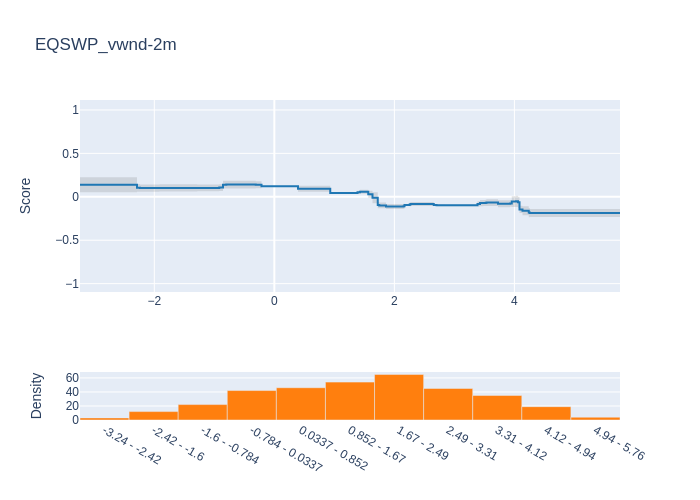 EQSWP_vwnd-2m
Score
1
0.5
0
−0.5
−1
−2
0
2
4
Density
60
40
20
0
-3.24 - -2.42
-2.42 - -1.6
-1.6 - -0.784
-0.784 - 0.0337
0.0337 - 0.852
0.852 - 1.67
1.67 - 2.49
2.49 - 3.31
3.31 - 4.12
4.12 - 4.94
4.94 - 5.76